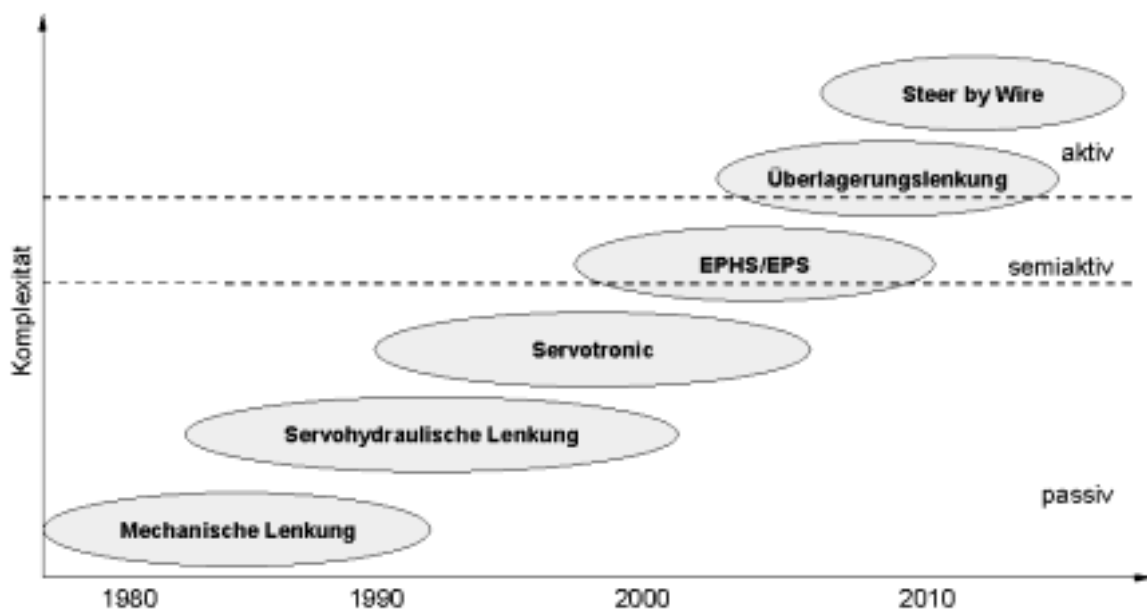 Steer by Wire
aktiv
Überlagerungslenkung
EPHS/EPS
semiaktiv
Komplexität
Servotronic
Servohydraulische Lenkung
passiv
Mechanische Lenkung
1980
1990
2000
2010